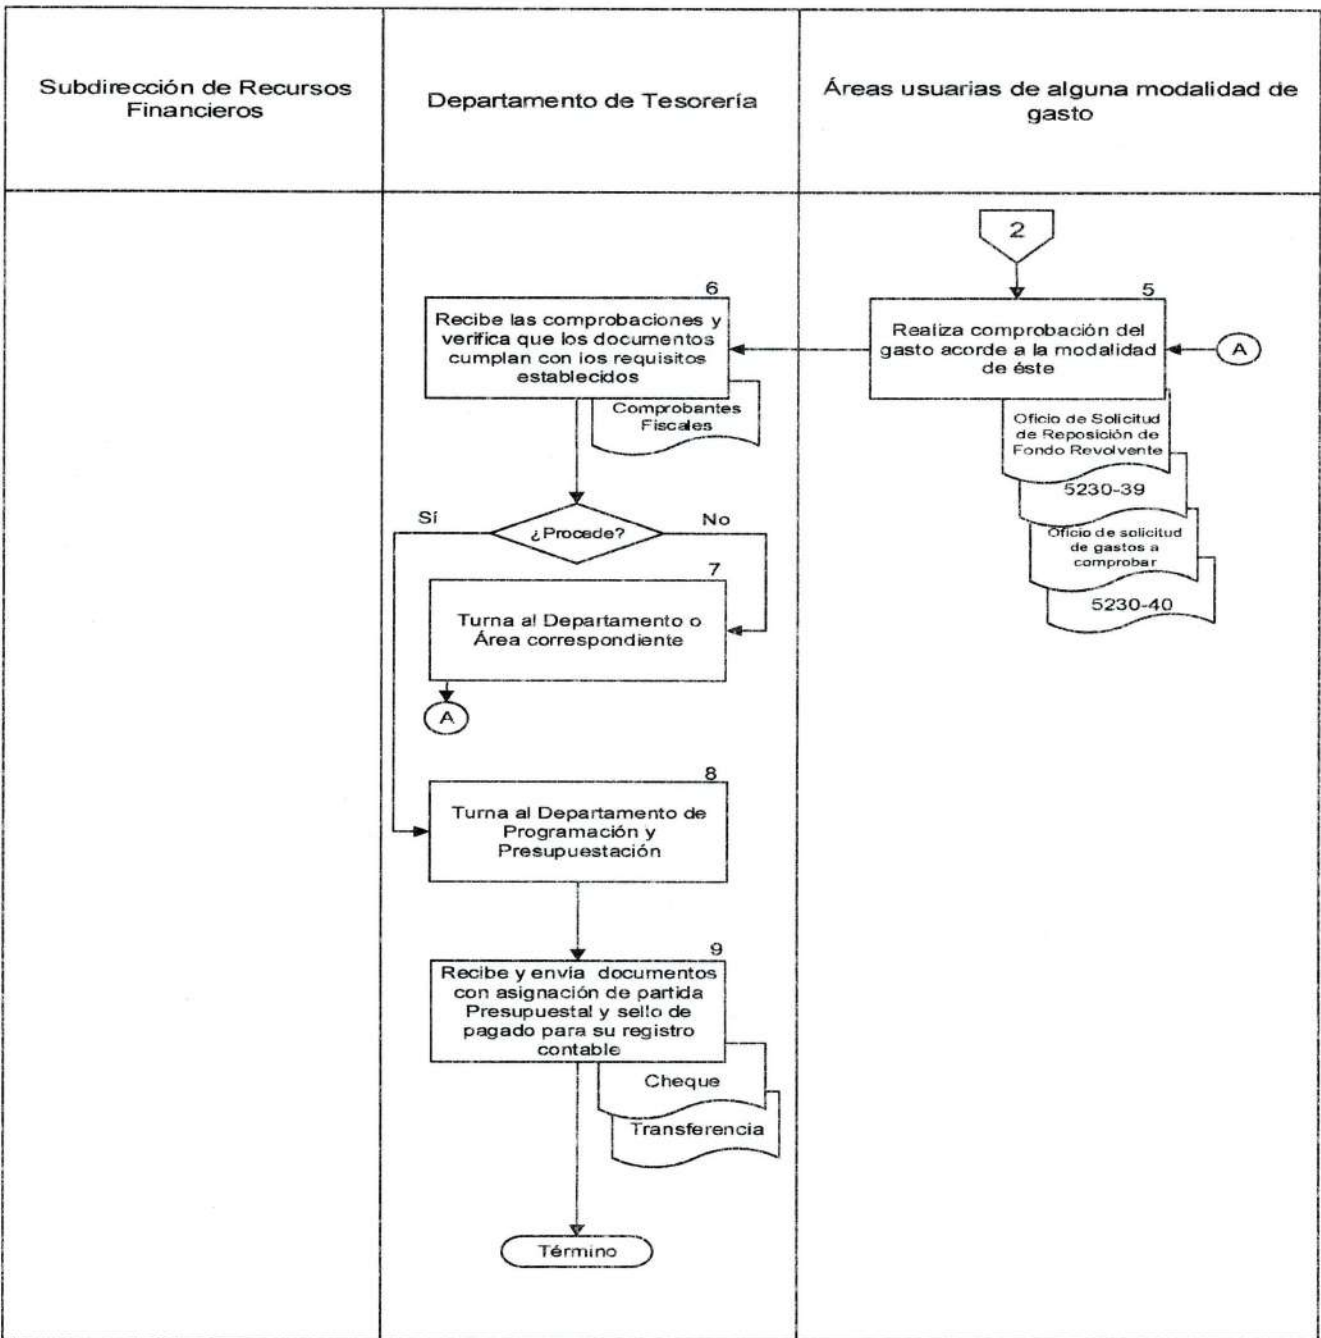 Subdirección de Recursos
Financieros
Departamento de Tesorería
Áreas usuarias de alguna modalidad de
gasto
2
5
Realiza comprobación del
gasto acorde a la modalidad
de éste
A
Oficio de Solicitud
de Reposición de
Fondo Revolvente
5230-39
Oficio de solicitud
de gastos a
comprobar
5230-40
6
Recibe las comprobaciones y
verifica que los documentos
cumplan con los requisitos
establecidos
Comprobantes
Fiscales
¿Procede?
Sí
No
7
Turna al Departamento o
Área correspondiente
A
8
Turna al Departamento de
Programación y
Presupuestación
9
Recibe y envía documentos
con asignación de partida
Presupuestal y sello de
pagado para su registro
contable
Cheque
Transferencia
Término